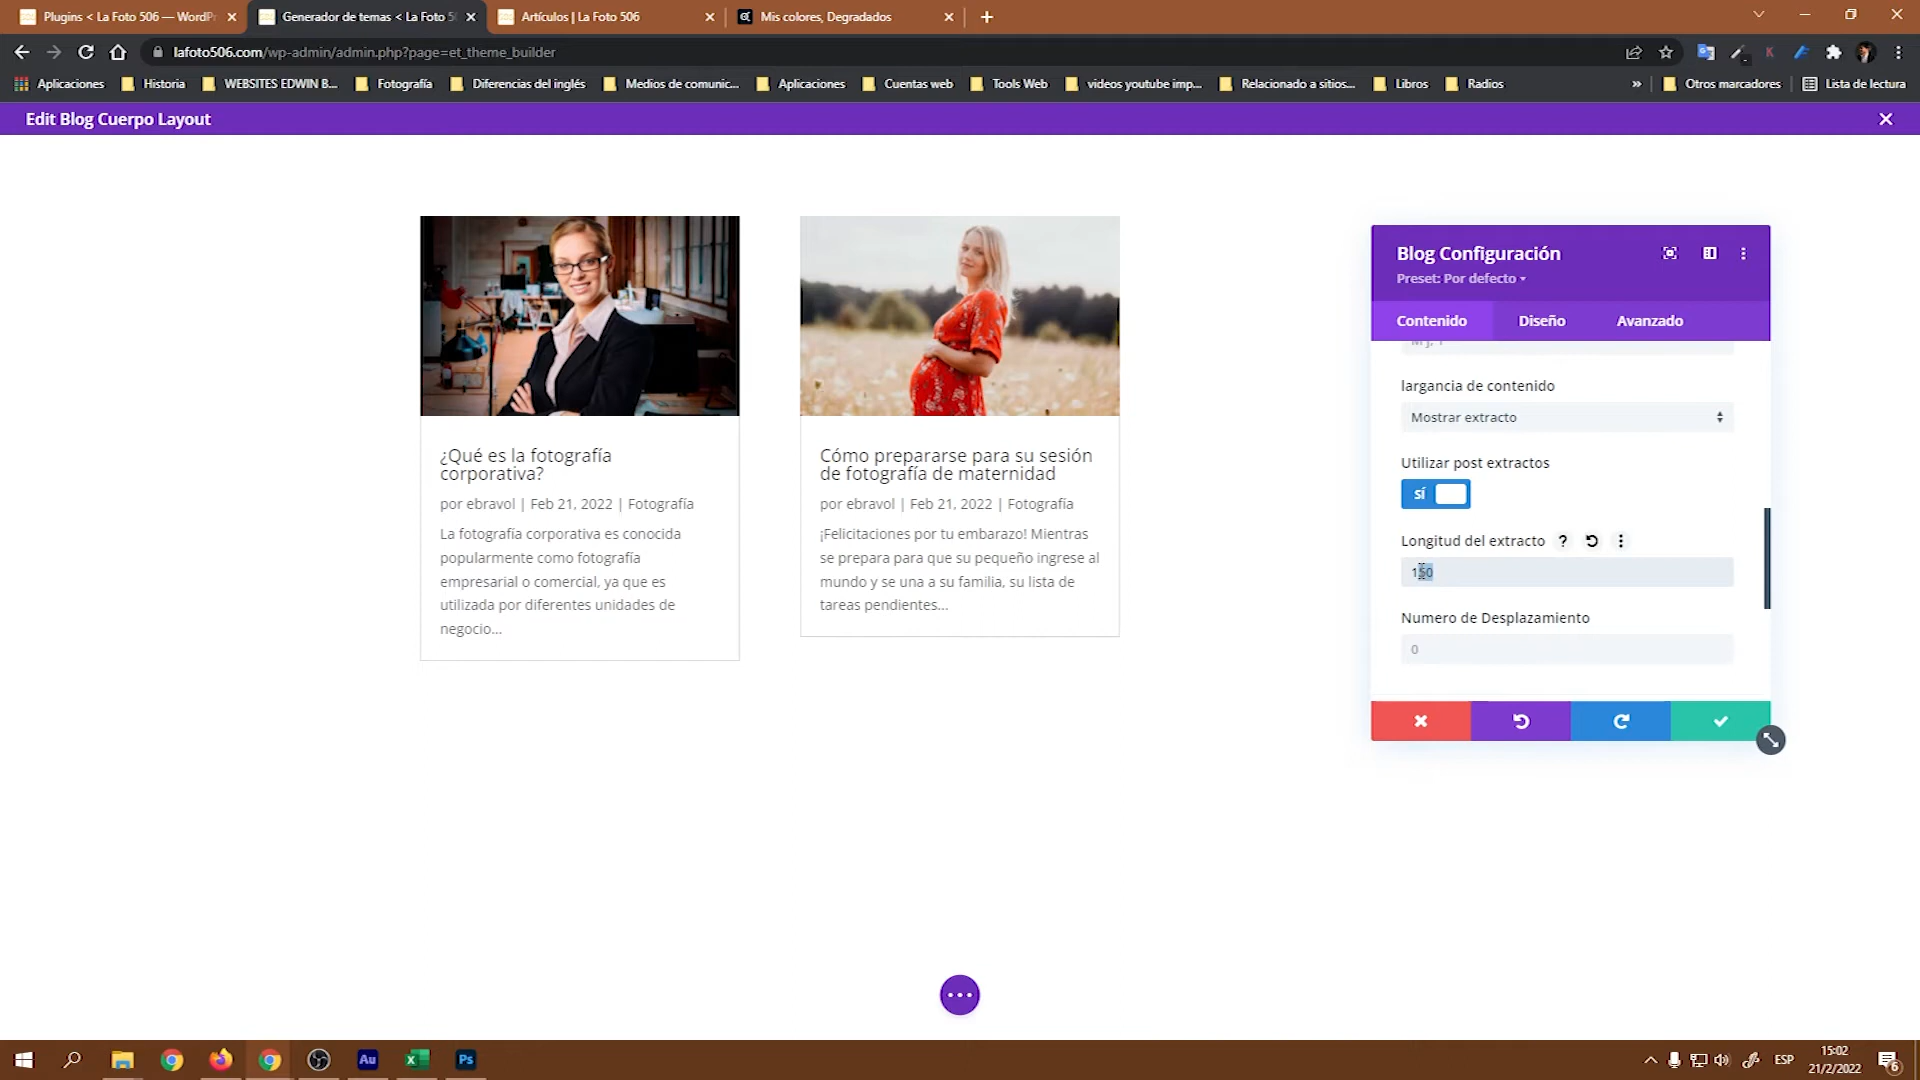 Plugins < La Foto 506 — WordPr
Generador de temas < La Foto 50
Artículos | La Foto 506
Mis colores, Degradados
lafoto506.com/wp-admin/admin.php?page=et_theme_builder
Aplicaciones
Historia
WEBSITES EDWIN B...
Fotografía
Diferencias del inglés
Medios de comunic...
Aplicaciones
Cuentas web
Tools Web
videos youtube imp...
Relacionado a sitios...
Libros
Radios
»
Otros marcadores
Lista de lectura
Edit Blog Cuerpo Layout
¿Qué es la fotografía
corporativa?
por ebravol | Feb 21, 2022 | Fotografía
La fotografía corporativa es conocida
popularmente como fotografía
empresarial o comercial, ya que es
utilizada por diferentes unidades de
negocio...
Cómo prepararse para su sesión
de fotografía de maternidad
por ebravol | Feb 21, 2022 | Fotografía
¡Felicitaciones por tu embarazo! Mientras
se prepara para que su pequeño ingrese al
mundo y se una a su familia, su lista de
tareas pendientes...
Blog Configuración
Preset: Por defecto
Contenido
Diseño
Avanzado
M j, Y
largancia de contenido
Mostrar extracto
Utilizar post extractos
SÍ
Longitud del extracto ?
150
Numero de Desplazamiento
0
Au
Ps
ESP
15:02
21/2/2022
6